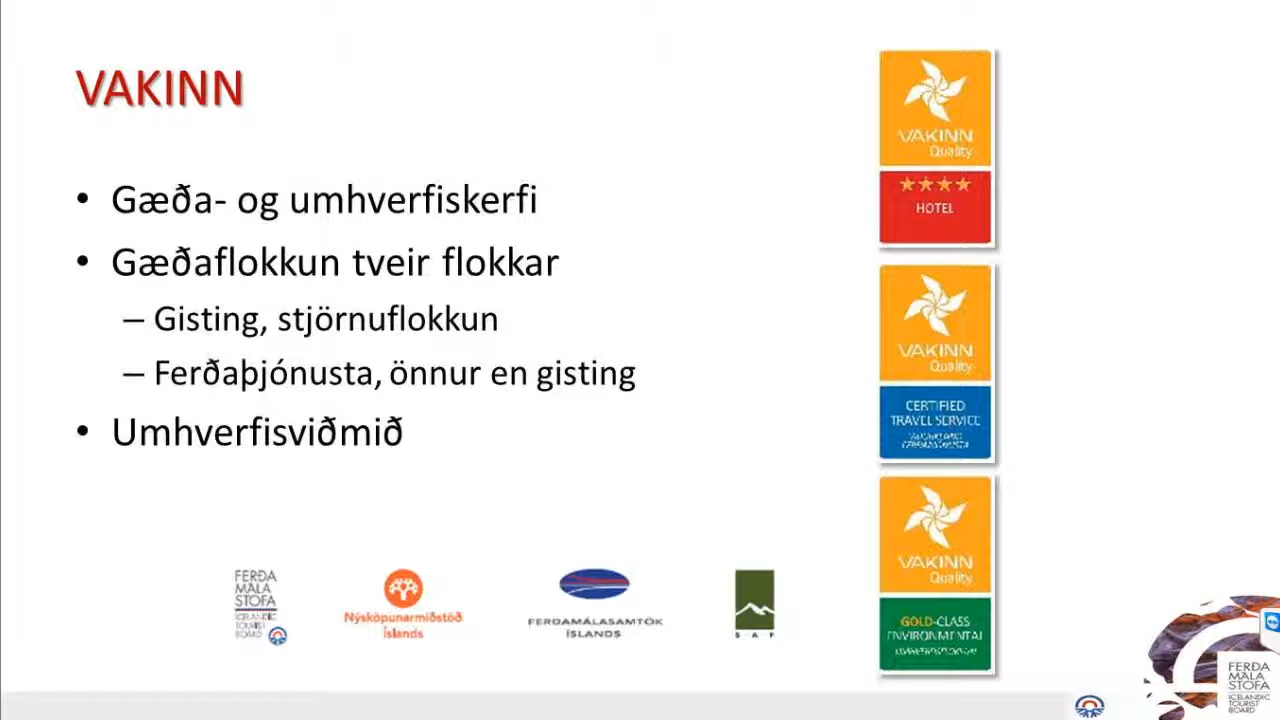 VAKINN
• Gæða- og umhverfiskerfi
• Gæðaflokkun tveir flokkar
– Gisting, stjörnuflokkun
– Ferðaþjónusta, önnur en gisting
• Umhverfisviðmið
VAKINN
Quality
HOTEL
VAKINN
Quality
CERTIFIED
TRAVEL SERVICE
VAKINN
Quality
GOLD-CLASS
ENVIRONMENTAL
FERÐA
MÁLA
STOFA
ICELANDIC
TOURIST
BOARD
Nýsköpunarmiðstöð
Íslands
FERÐAMÁLASAMTÖK
ÍSLANDS
SAF
FERÐA
MÁLA
STOFA
ICELANDIC
TOURIST
BOARD